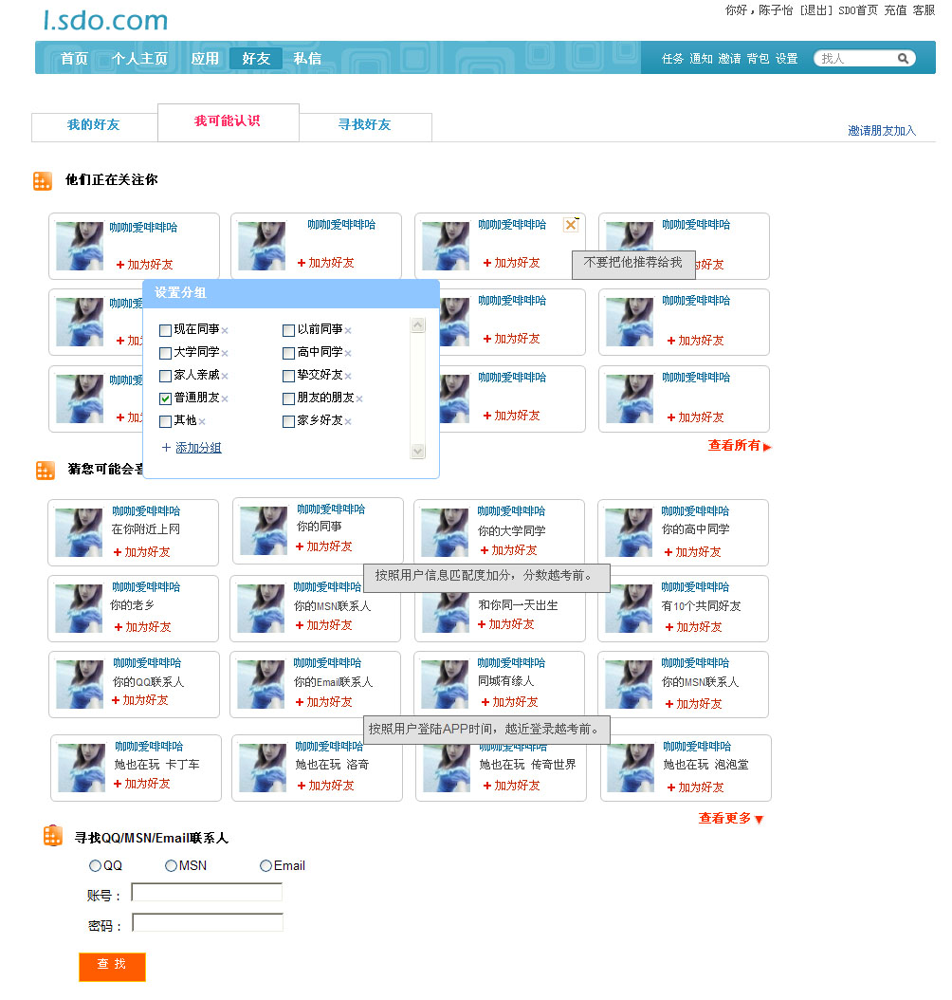 你好，陈子怡 [退出] SDO首页 充值 客服
I.sdo.com
首页 个人主页 应用 好友 私信
任务 通知 邀请 背包 设置 找人
我的好友 我可能认识 寻找好友
邀请朋友加入
他们正在关注你
咖咖爱啡啡哈 咖咖爱啡啡哈 咖咖爱啡啡哈 咖咖爱啡啡哈
+加为好友 +加为好友 +加为好友 加为好友
不要把他推荐给我
设置分组
咖咖爱 咖咖爱啡啡哈 咖咖爱啡啡哈
+加为 +加为好友 +加为好友
咖咖爱 咖咖爱啡啡哈 咖咖爱啡啡哈
+加为 +加为好友 +加为好友
现在同事× 以前同事×
大学同学× 高中同学×
家人亲戚× 挚交好友×
普通朋友× 朋友的朋友×
其他× 家乡好友×
+ 添加分组
查看所有
猜您可能会喜
咖咖爱啡啡哈 咖咖爱啡啡哈 咖咖爱啡啡哈 咖咖爱啡啡哈
在你附近上网 你的同事 你的大学同学 你的高中同学
+加为好友 +加为好友 +加为好友 +加为好友
按照用户信息匹配度加分，分数越考前。
咖咖爱啡啡哈 咖咖爱啡啡哈 咖咖爱啡啡哈
你的老乡 你的MSN联系人 和你同一天出生 有10个共同好友
+加为好友 +加为好友 +加为好友 +加为好友
咖咖爱啡啡哈 咖咖爱啡啡哈 咖咖爱啡啡哈 咖咖爱啡啡哈
你的QQ联系人 你的Email联系人 同城有缘人 你的MSN联系人
+加为好友 +加为好友 +加为好友 +加为好友
按照用户登陆APP时间，越近登录越考前。
咖咖爱啡啡哈 咖咖爱啡啡哈 咖咖爱啡啡哈 咖咖爱啡啡哈
她也在玩 卡丁车 她也在玩 洛奇 她也在玩 传奇世界 她也在玩 泡泡堂
+加为好友 +加为好友 +加为好友 +加为好友
查看更多
寻找QQ/MSN/Email联系人
QQ MSN Email
账号：
密码：
查 找